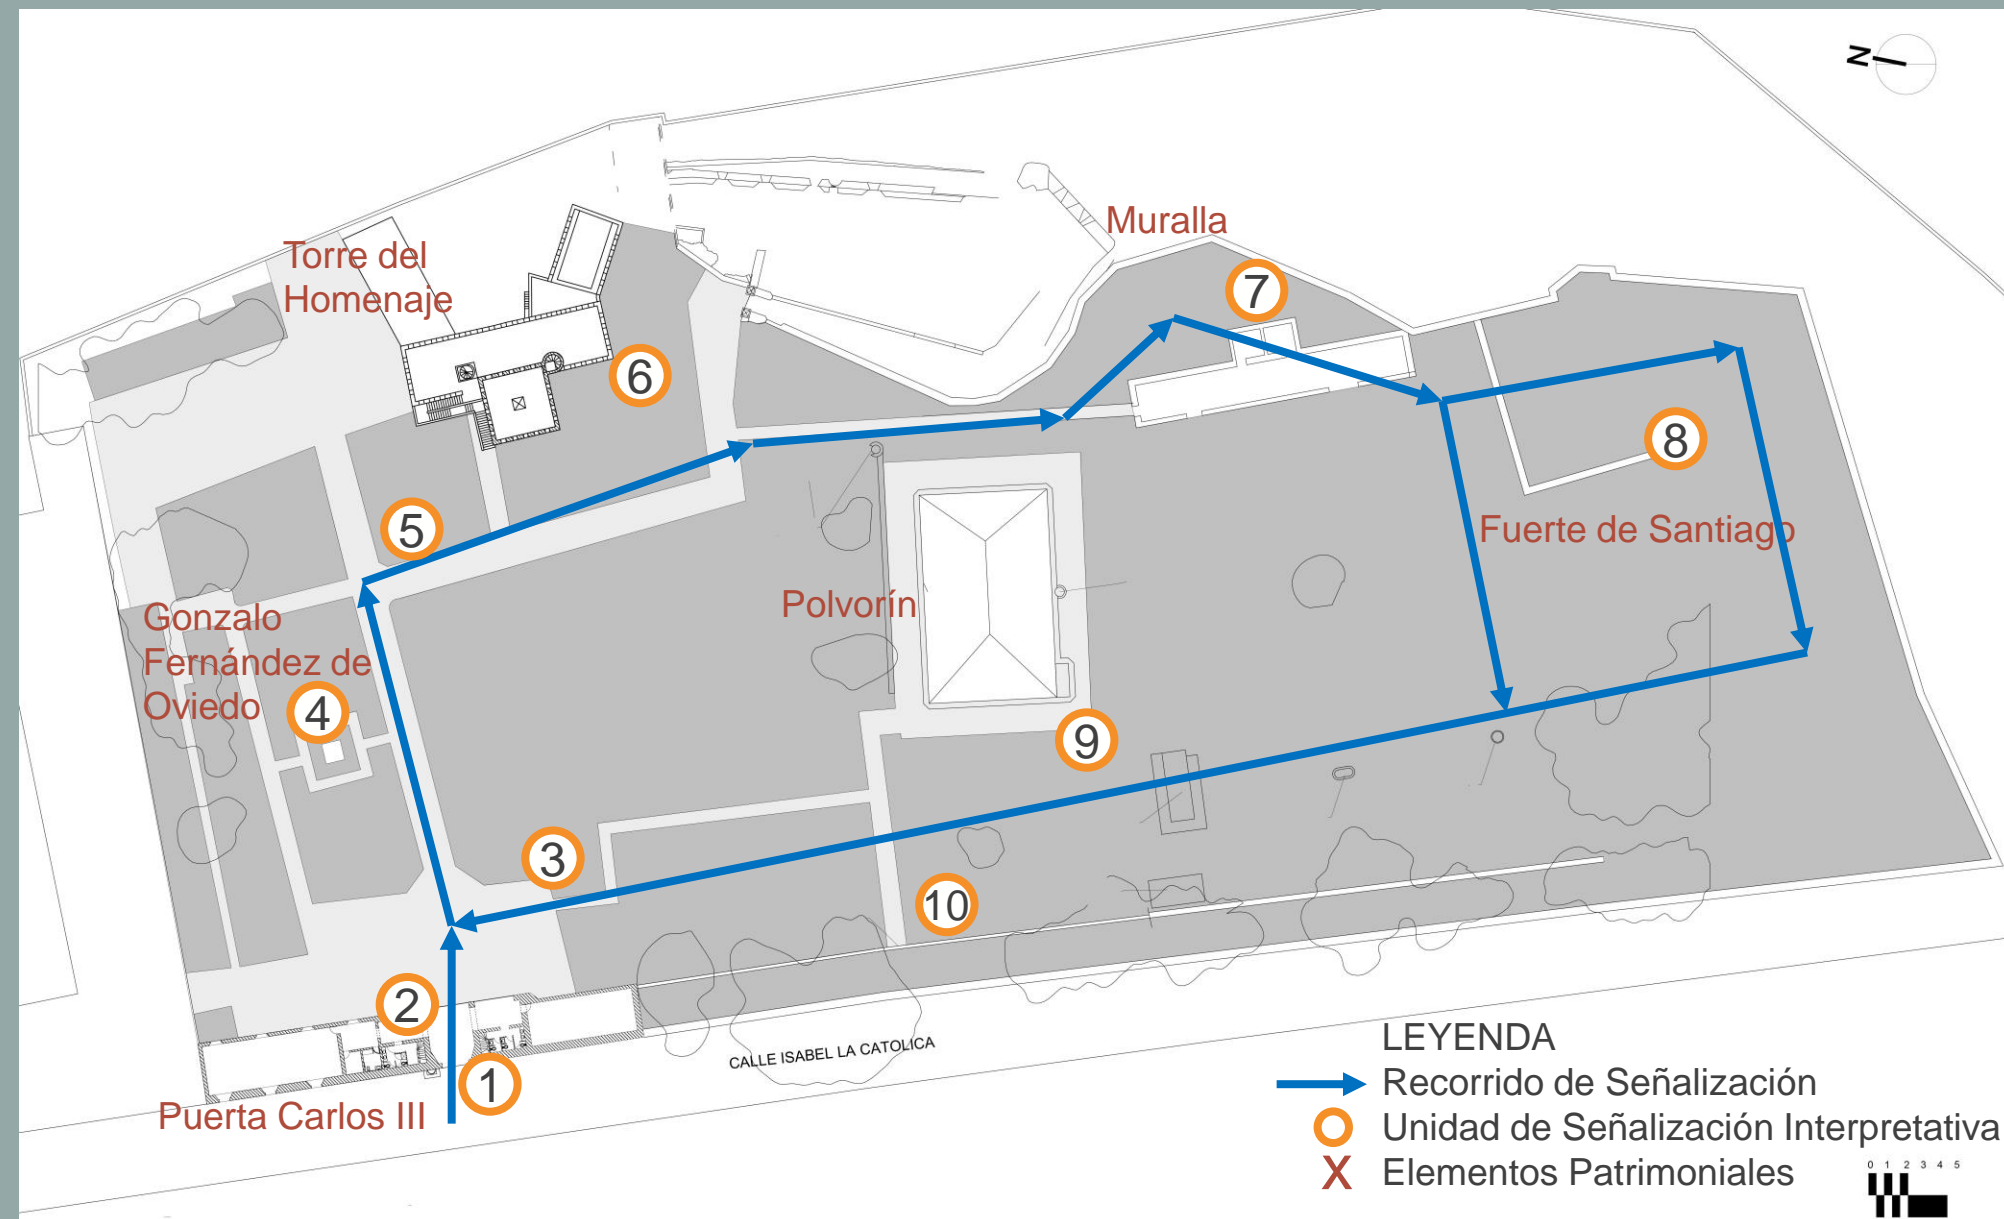 N
Torre del
Homenaje
Muralla
7
6
8
5
Fuerte de Santiago
Gonzalo
Fernández de
Oviedo
Polvorín
4
9
3
10
2
1
Puerta Carlos III
CALLE ISABEL LA CATOLICA
LEYENDA
Recorrido de Señalización
Unidad de Señalización Interpretativa
X Elementos Patrimoniales
0 1 2 3 4 5